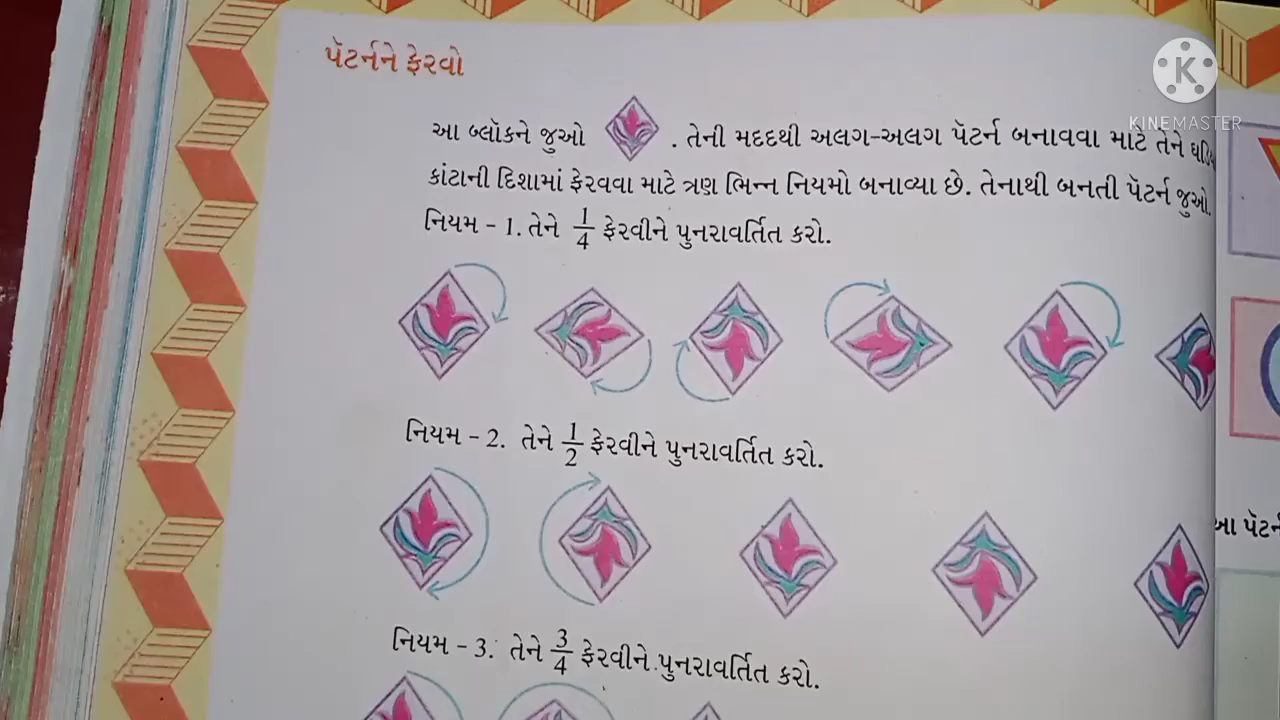 પૅટર્નને ફેરવો
K
KINEMASTER
આ બ્લૉકને જુઓ . તેની મદદથી અલગ-અલગ પૅટર્ન બનાવવા માટે તેને
કાંટાની દિશામાં ફેરવવા માટે ત્રણ ભિન્ન નિયમો બનાવ્યા છે. તેનાથી બનતી પૅટર્ન જુઓ.
નિયમ - 1. તેને 1/4 ફેરવીને પુનરાવર્તિત કરો.
નિયમ - 2. તેને 1/2 ફેરવીને પુનરાવર્તિત કરો.
આ
નિયમ - 3. તેને 3/4 ફેરવીને પુનરાવર્તિત કરો.